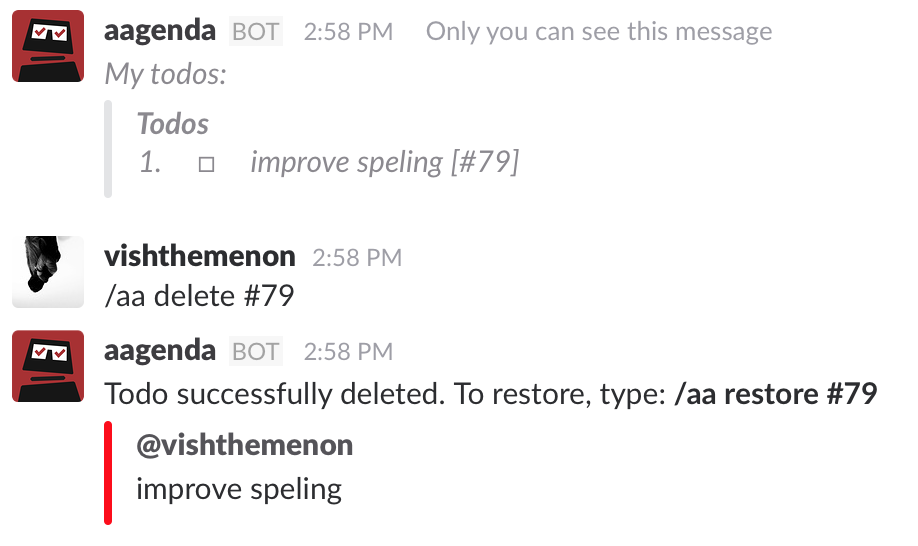 aagenda BOT 2:58 PM Only you can see this message
My todos:
Todos
1. □ improve speling [#79]
vishthemenon 2:58 PM
/aa delete #79
aagenda BOT 2:58 PM
Todo successfully deleted. To restore, type: /aa restore #79
@vishthemenon
improve speling